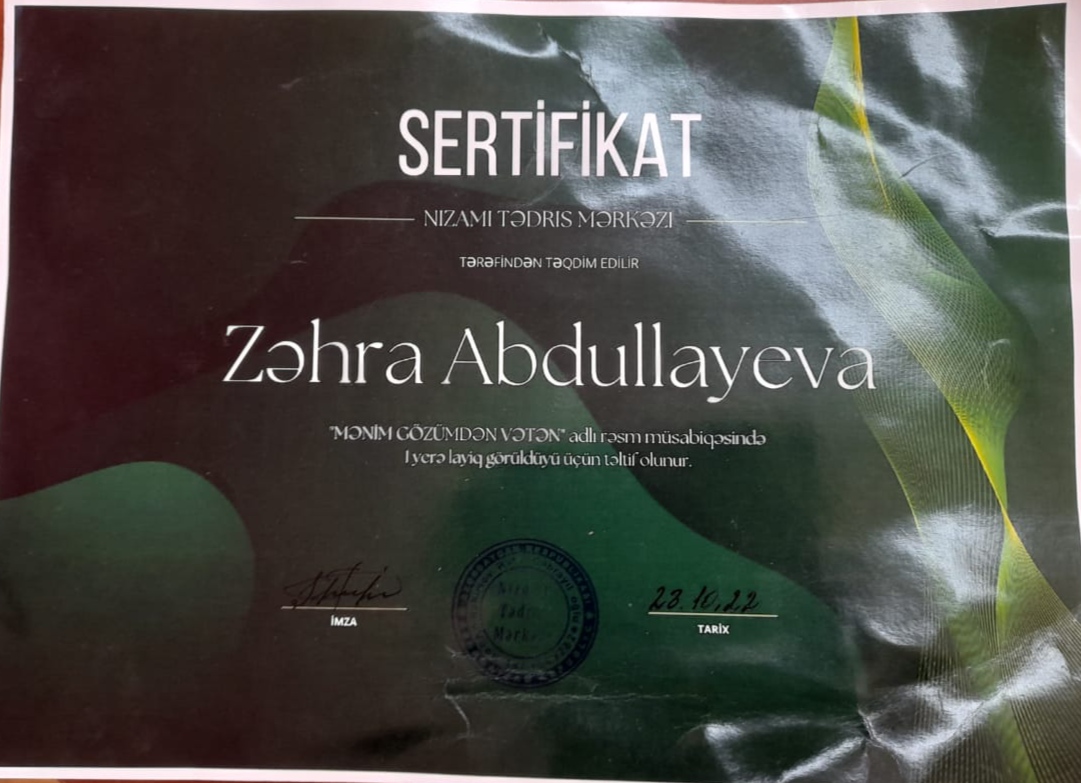 SERTİFİKAT
NIZAMI TƏDRIS MƏRKƏZI
TƏRƏFİNDƏN TƏQDİM EDİLİR
Zəhra Abdullayeva
"MƏNİM GÖZÜMDƏN VƏTƏN" adlı rəsm müsabiqəsində
I yerə layiq görüldüyü üçün təltif olunur.
23.10.22
İMZA
TARİX